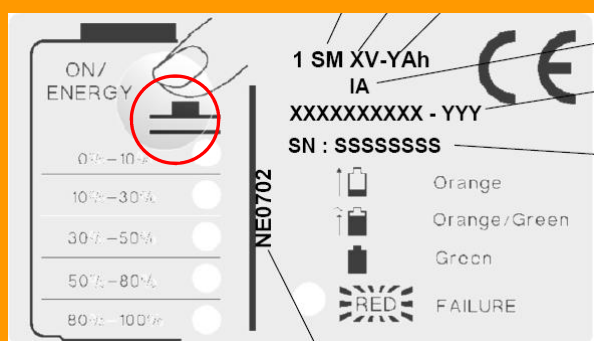 ON/
ENERGY
0%-10%
10%-30%
30%-50%
50%-80%
80%-100%
NE0702
1 SM XV-YAh
IA
XXXXXXXXXX - YYY
SN : SSSSSSSS
CE
Orange
Orange/Green
Green
RED FAILURE